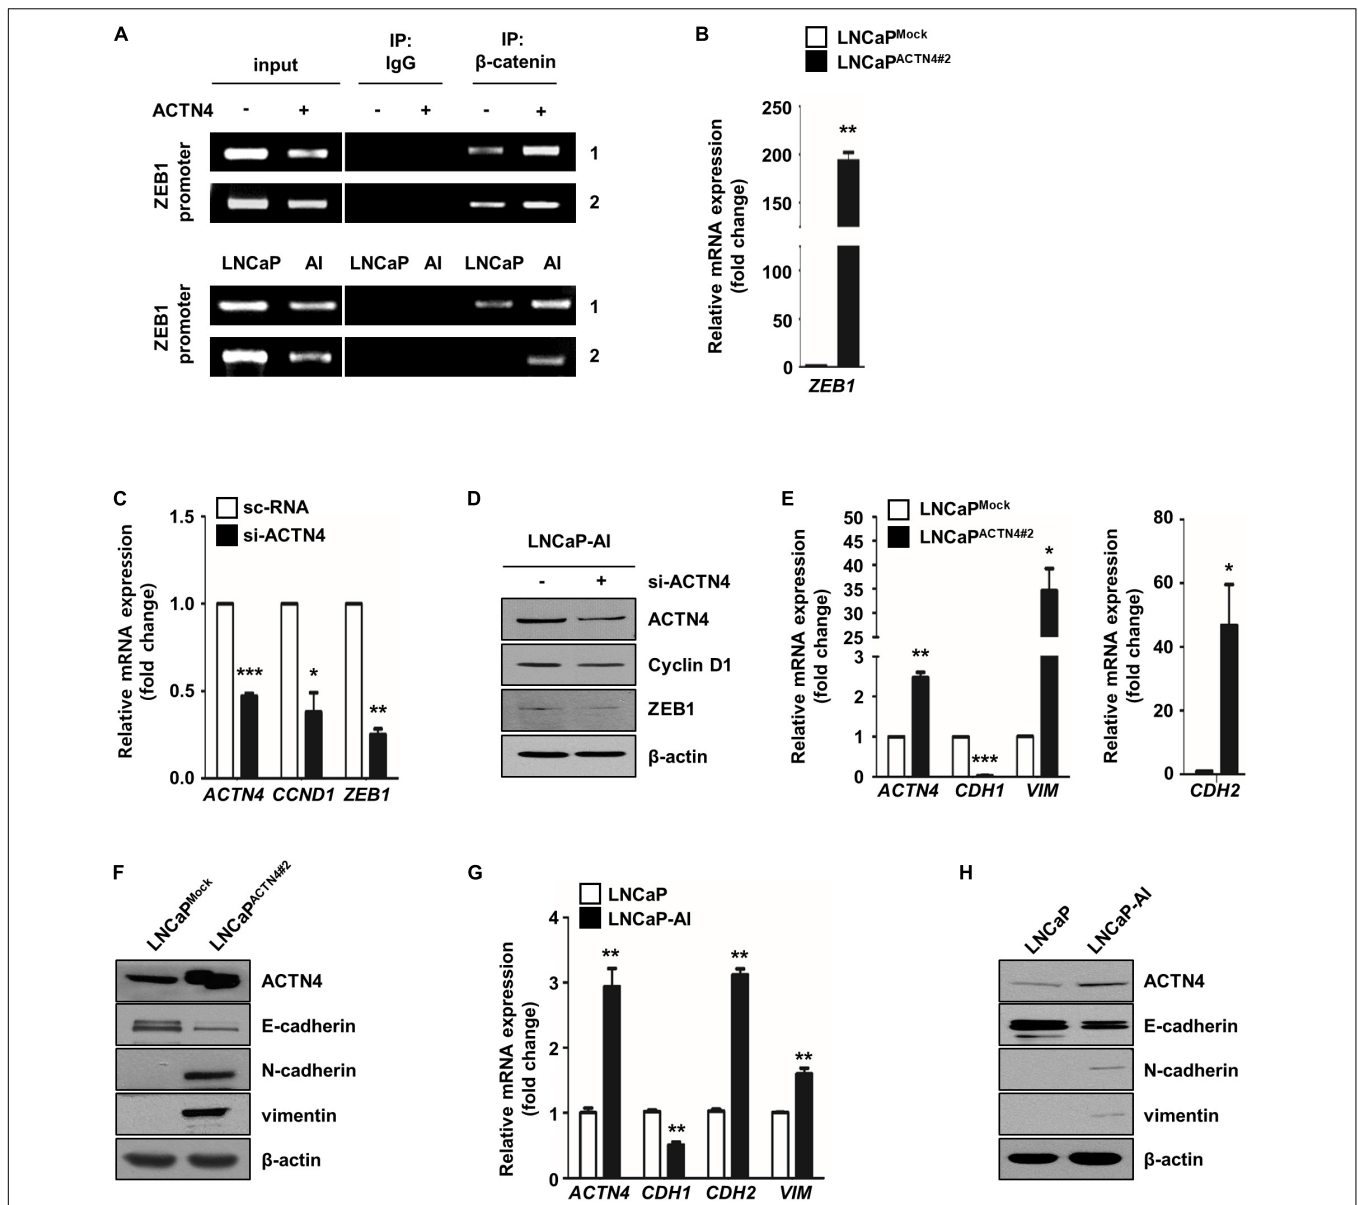 A
input
IP:
IgG
IP:
β-catenin
ACTN4 - + - + - +
ZEB1
promoter
1
2
LNCaP AI LNCaP AI LNCaP AI
ZEB1
promoter
1
2
B
LNCaPMock
LNCaPACTN4#2
Relative mRNA expression
(fold change)
250
200
150
100
50
0
**
ZEB1
C
sc-RNA
si-ACTN4
Relative mRNA expression
(fold change)
1.5
1.0
0.5
0.0
*** * **
ACTN4 CCND1 ZEB1
D
LNCaP-AI
- + si-ACTN4
ACTN4
Cyclin D1
ZEB1
β-actin
E
LNCaPMock
LNCaPACTN4#2
Relative mRNA expression
(fold change)
50
45
40
35
30
25
3
2
1
0
** *** *
ACTN4 CDH1 VIM
Relative mRNA expression
(fold change)
80
60
40
20
0
*
CDH2
F
LNCaPMock
LNCaPACTN4#2
ACTN4
E-cadherin
N-cadherin
vimentin
β-actin
G
LNCaP
LNCaP-AI
Relative mRNA expression
(fold change)
4
3
2
1
0
** ** ** **
ACTN4 CDH1 CDH2 VIM
H
LNCaP
LNCaP-AI
ACTN4
E-cadherin
N-cadherin
vimentin
β-actin